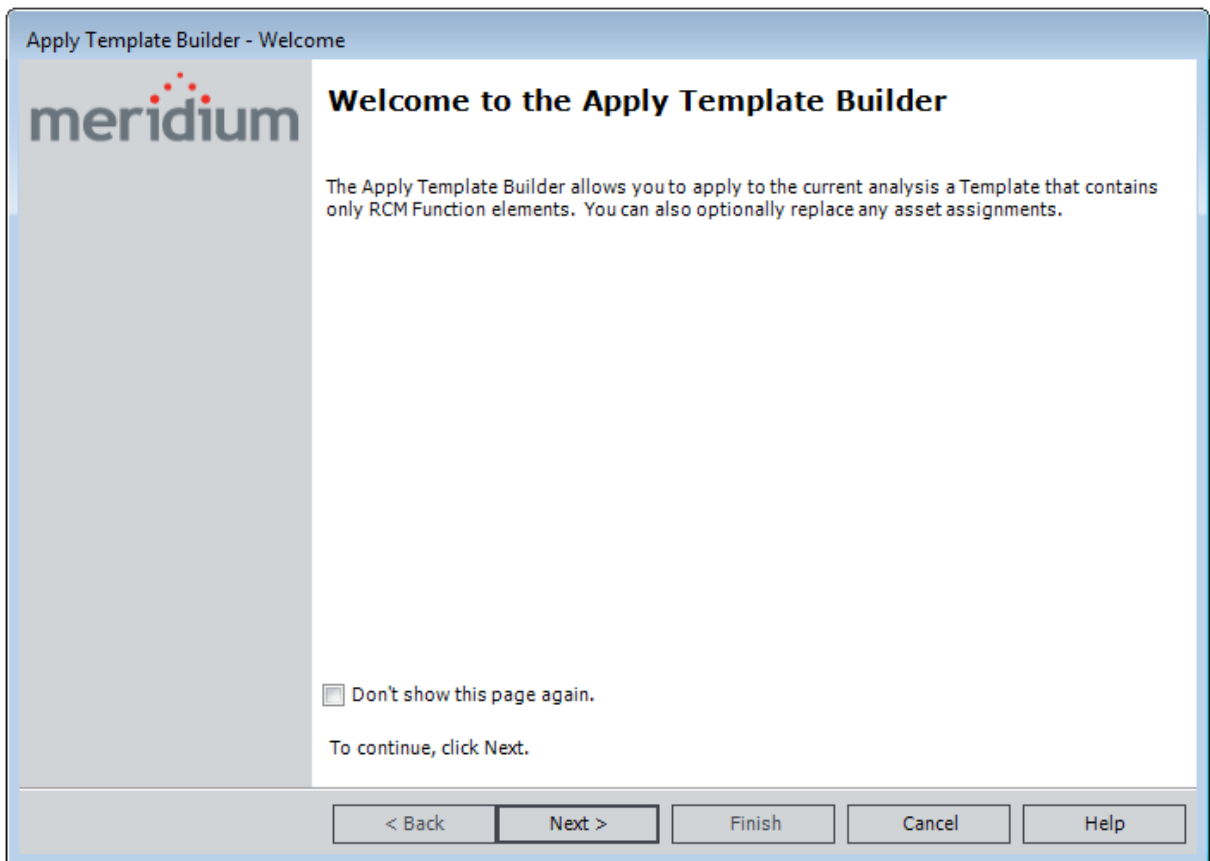 Apply Template Builder - Welcome
meridium
Welcome to the Apply Template Builder
The Apply Template Builder allows you to apply to the current analysis a Template that contains
only RCM Function elements. You can also optionally replace any asset assignments.
Don't show this page again.
To continue, click Next.
< Back
Next >
Finish
Cancel
Help